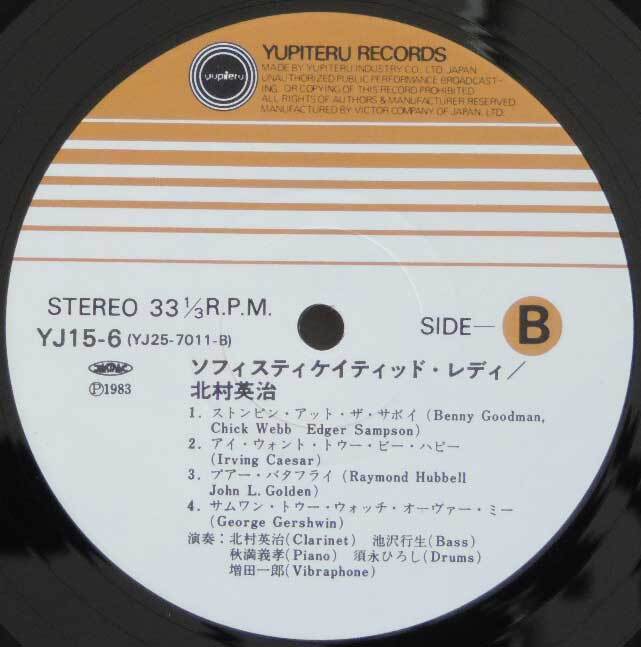 yupiteru
YUPITERU RECORDS
MADE BY YUPITERU INDUSTRY CO., LTD. JAPAN
UNAUTHORIZED PUBLIC PERFORMANCE BROADCAST-
ING, OR COPYING OF THIS RECORD PROHIBITED
ALL RIGHTS OF AUTHORS & MANUFACTURER RESERVED.
MANUFACTURED BY VICTOR COMPANY OF JAPAN, LTD.
STEREO 33 1/3 R.P.M.
YJ15-6 (YJ25-7011-B)
SIDE— B
JASRAC
Ⓟ1983
ソフィスティケイティッド・レディ/
北村英治
1. ストンピン・アット・ザ・サボイ (Benny Goodman,
Chick Webb Edger Sampson)
2. アイ・ウォント・トゥー・ビー・ハピー
(Irving Caesar)
3. プアー・バタフライ (Raymond Hubbell
John L. Golden)
4. サムワン・トゥー・ウォッチ・オーヴァー・ミー
(George Gershwin)
演奏:北村英治(Clarinet) 池沢行生(Bass)
秋満義孝(Piano) 須永ひろし(Drums)
増田一郎(Vibraphone)